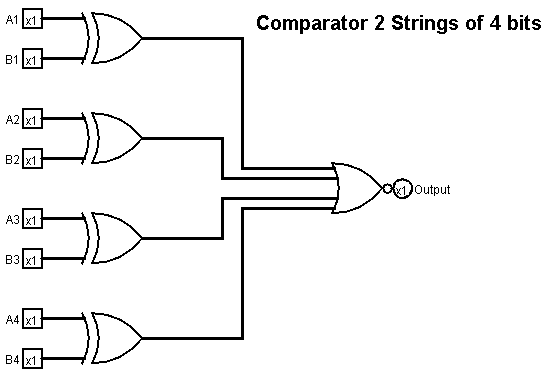 Comparator 2 Strings of 4 bits
A1 x1
B1 x1
A2 x1
B2 x1
x1 Output
A3 x1
B3 x1
A4 x1
B4 x1